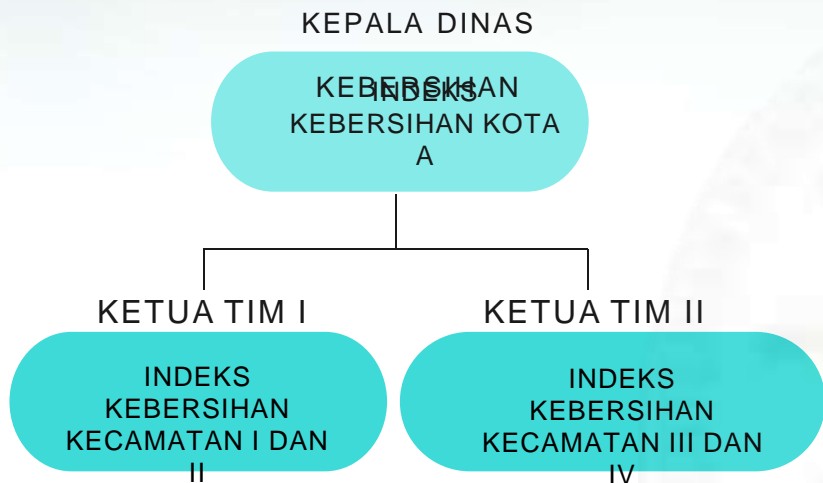 KEPALA DINAS
KEBERSIHAN
INDEKS
KEBERSIHAN KOTA
A
KETUA TIM I
KETUA TIM II
INDEKS
KEBERSIHAN
KECAMATAN I DAN
II
INDEKS
KEBERSIHAN
KECAMATAN III DAN
IV